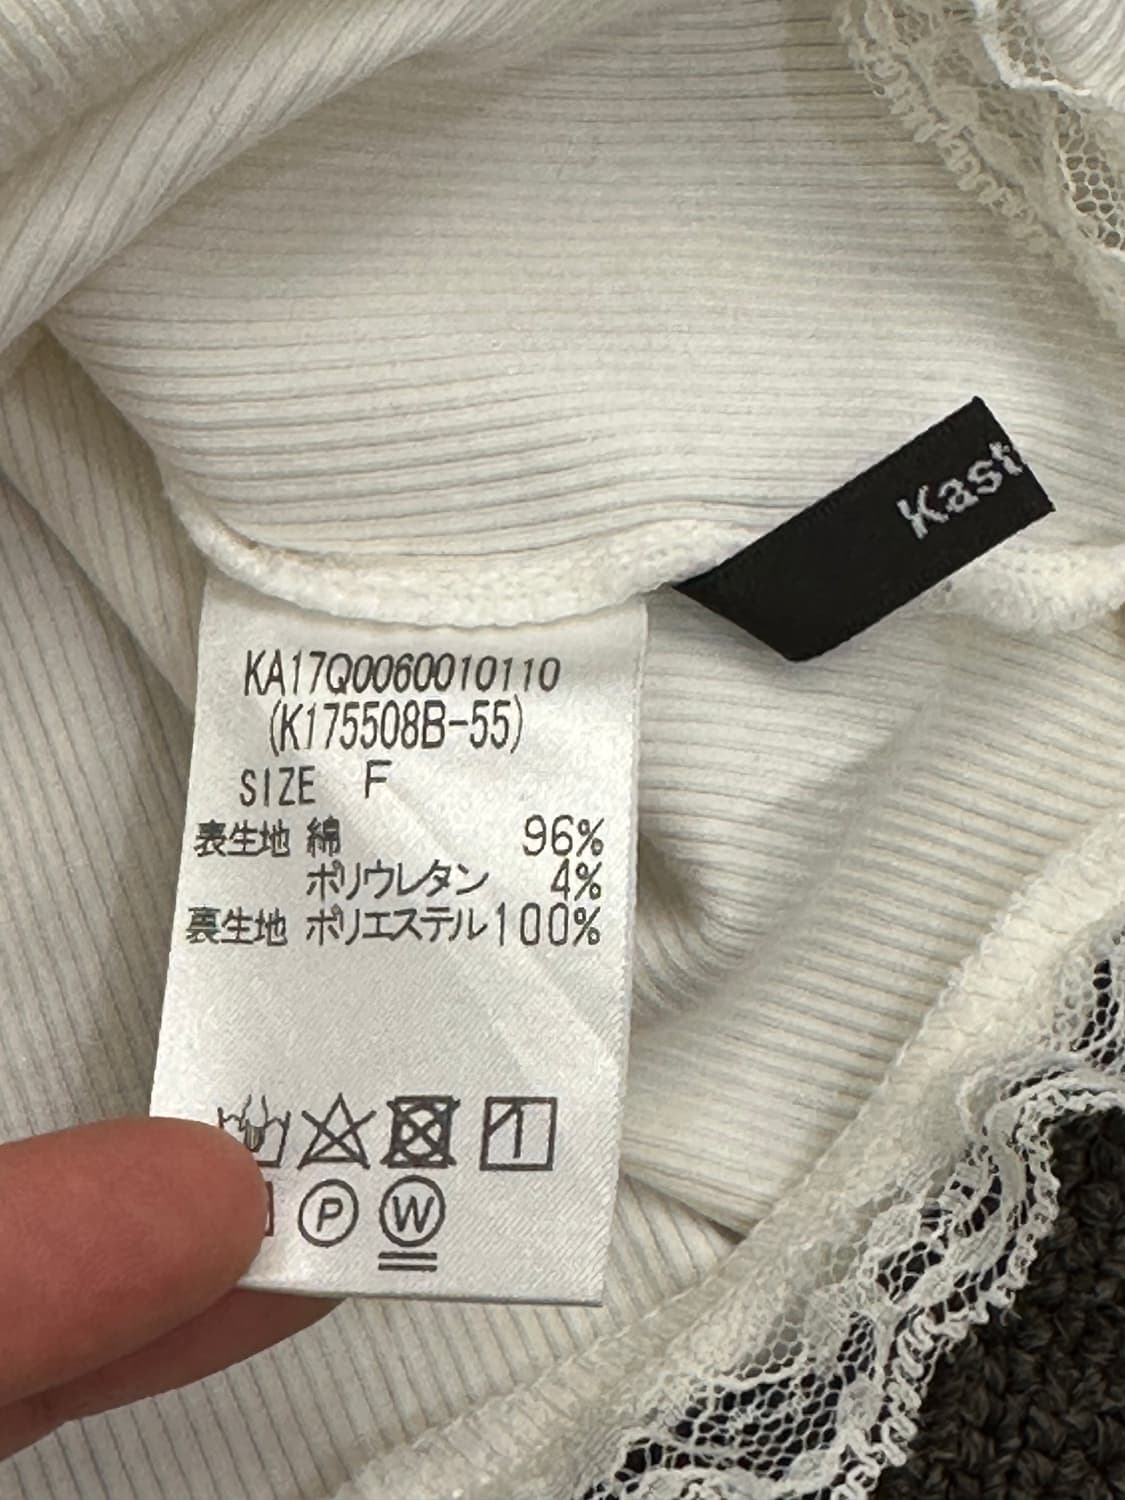 Kast
KA17Q0060010110
(K175508B-55)
SIZE F
表生地 綿 96%
ポリウレタン 4%
裏生地 ポリエステル100%
P W